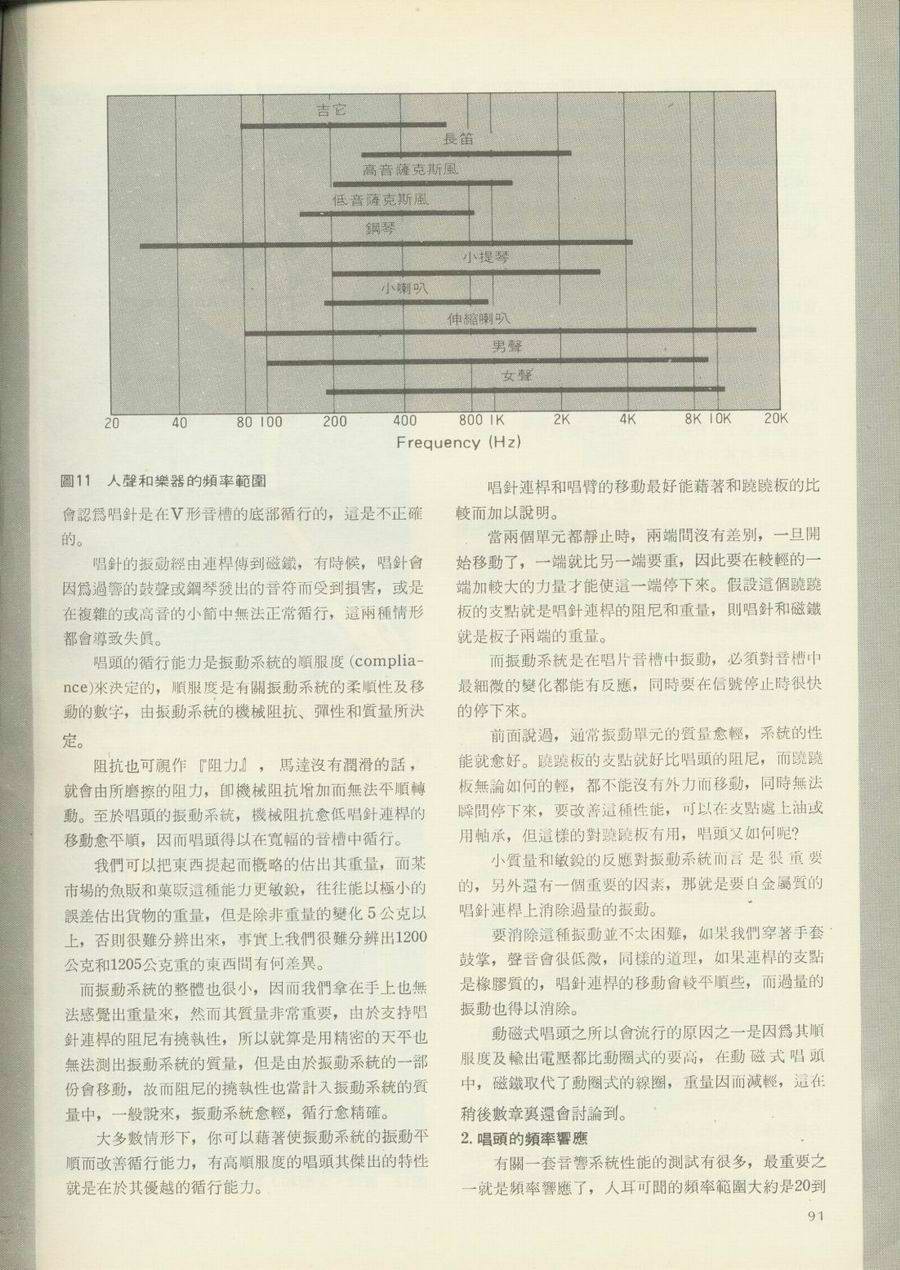 吉它
長笛
高音薩克斯風
低音薩克斯風
鋼琴
小提琴
小喇叭
伸縮喇叭
男聲
女聲
20 40 80 100 200 400 800 1K 2K 4K 8K 10K 20K
Frequency (Hz)
圖11 人聲和樂器的頻率範圍
會認爲唱針是在V形音槽的底部循行的，這是不正確
的。
唱針的振動經由連桿傳到磁鐵，有時候，唱針會
因爲過響的鼓聲或鋼琴發出的音符而受到損害，或是
在複雜的或高音的小節中無法正常循行，這兩種情形
都會導致失眞。
唱頭的循行能力是振動系統的順服度 (complia-
nce)來決定的，順服度是有關振動系統的柔順性及移
動的數字，由振動系統的機械阻抗、彈性和質量所決
定。
阻抗也可視作『阻力』，馬達沒有潤滑的話，
就會由所磨擦的阻力，卽機械阻抗增加而無法平順轉
動。至於唱頭的振動系統，機械阻抗愈低唱針連桿的
移動愈平順，因而唱頭得以在寬幅的音槽中循行。
我們可以把東西提起而概略的估出其重量，而某
市場的魚販和菜販這種能力更敏銳，往往能以極小的
誤差估出貨物的重量，但是除非重量的變化5公克以
上，否則很難分辨出來，事實上我們很難分辨出1200
公克和1205公克重的東西間有何差異。
而振動系統的整體也很小，因而我們拿在手上也無
法感覺出重量來，然而其質量非常重要，由於支持唱
針連桿的阻尼有撓執性，所以就算是用精密的天平也
無法測出振動系統的質量，但是由於振動系統的一部
份會移動，故而阻尼的撓執性也當計入振動系統的質
量中，一般說來，振動系統愈輕，循行愈精確。
大多數情形下，你可以藉著使振動系統的振動平
順而改善循行能力，有高順服度的唱頭其傑出的特性
就是在於其優越的循行能力。
唱針連桿和唱臂的移動最好能藉著和蹺蹺板的比
較而加以說明。
當兩個單元都靜止時，兩端間沒有差別，一旦開
始移動了，一端就比另一端要重，因此要在較輕的一
端加較大的力量才能使這一端停下來。假設這個蹺蹺
板的支點就是唱針連桿的阻尼和重量，則唱針和磁鐵
就是板子兩端的重量。
而振動系統是在唱片音槽中振動，必須對音槽中
最細微的變化都能有反應，同時要在信號停止時很快
的停下來。
前面說過，通常振動單元的質量愈輕，系統的性
能就愈好。蹺蹺板的支點就好比唱頭的阻尼，而蹺蹺
板無論如何的輕，都不能沒有外力而移動，同時無法
瞬間停下來，要改善這種性能，可以在支點處上油或
用軸承，但這樣的對蹺蹺板有用，唱頭又如何呢?
小質量和敏銳的反應對振動系統而言是很重要
的，另外還有一個重要的因素，那就是要自金屬質的
唱針連桿上消除過量的振動。
要消除這種振動並不太困難，如果我們穿著手套
鼓掌，聲音會很低微，同樣的道理，如果連桿的支點
是橡膠質的，唱針連桿的移動會較平順些，而過量的
振動也得以消除。
動磁式唱頭之所以會流行的原因之一是因爲其順
服度及輸出電壓都比動圈式的要高，在動磁式唱頭
中，磁鐵取代了動圈式的線圈，重量因而減輕，這在
稍後數章裏還會討論到。
2. 唱頭的頻率響應
有關一套音響系統性能的測試有很多，最重要之
一就是頻率響應了，人耳可聞的頻率範圍大約是20到
91